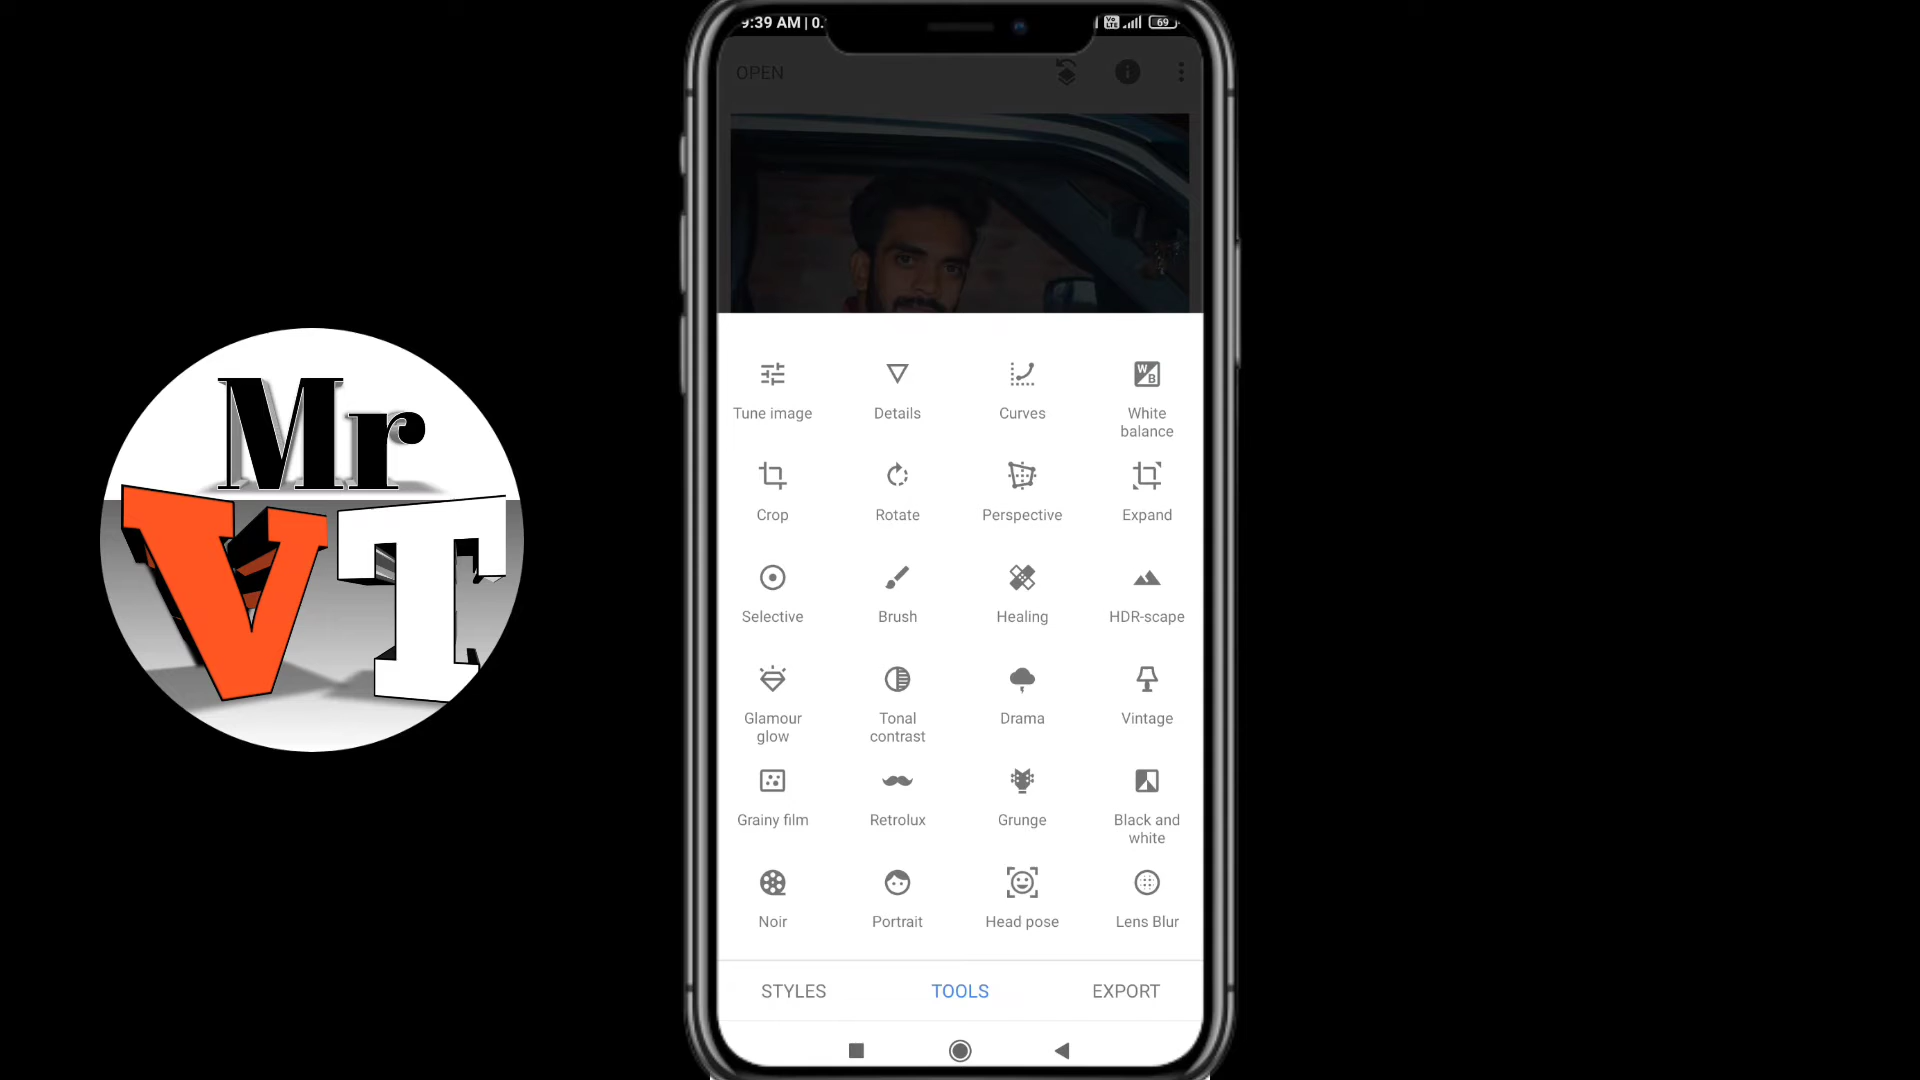 9:39 AM | 0.
Vo LTE
69
OPEN
Mr
VT
Tune image
Details
Curves
W B
White balance
Crop
Rotate
Perspective
Expand
Selective
Brush
Healing
HDR-scape
Glamour glow
Tonal contrast
Drama
Vintage
Grainy film
Retrolux
Grunge
Black and white
Noir
Portrait
Head pose
Lens Blur
STYLES
TOOLS
EXPORT